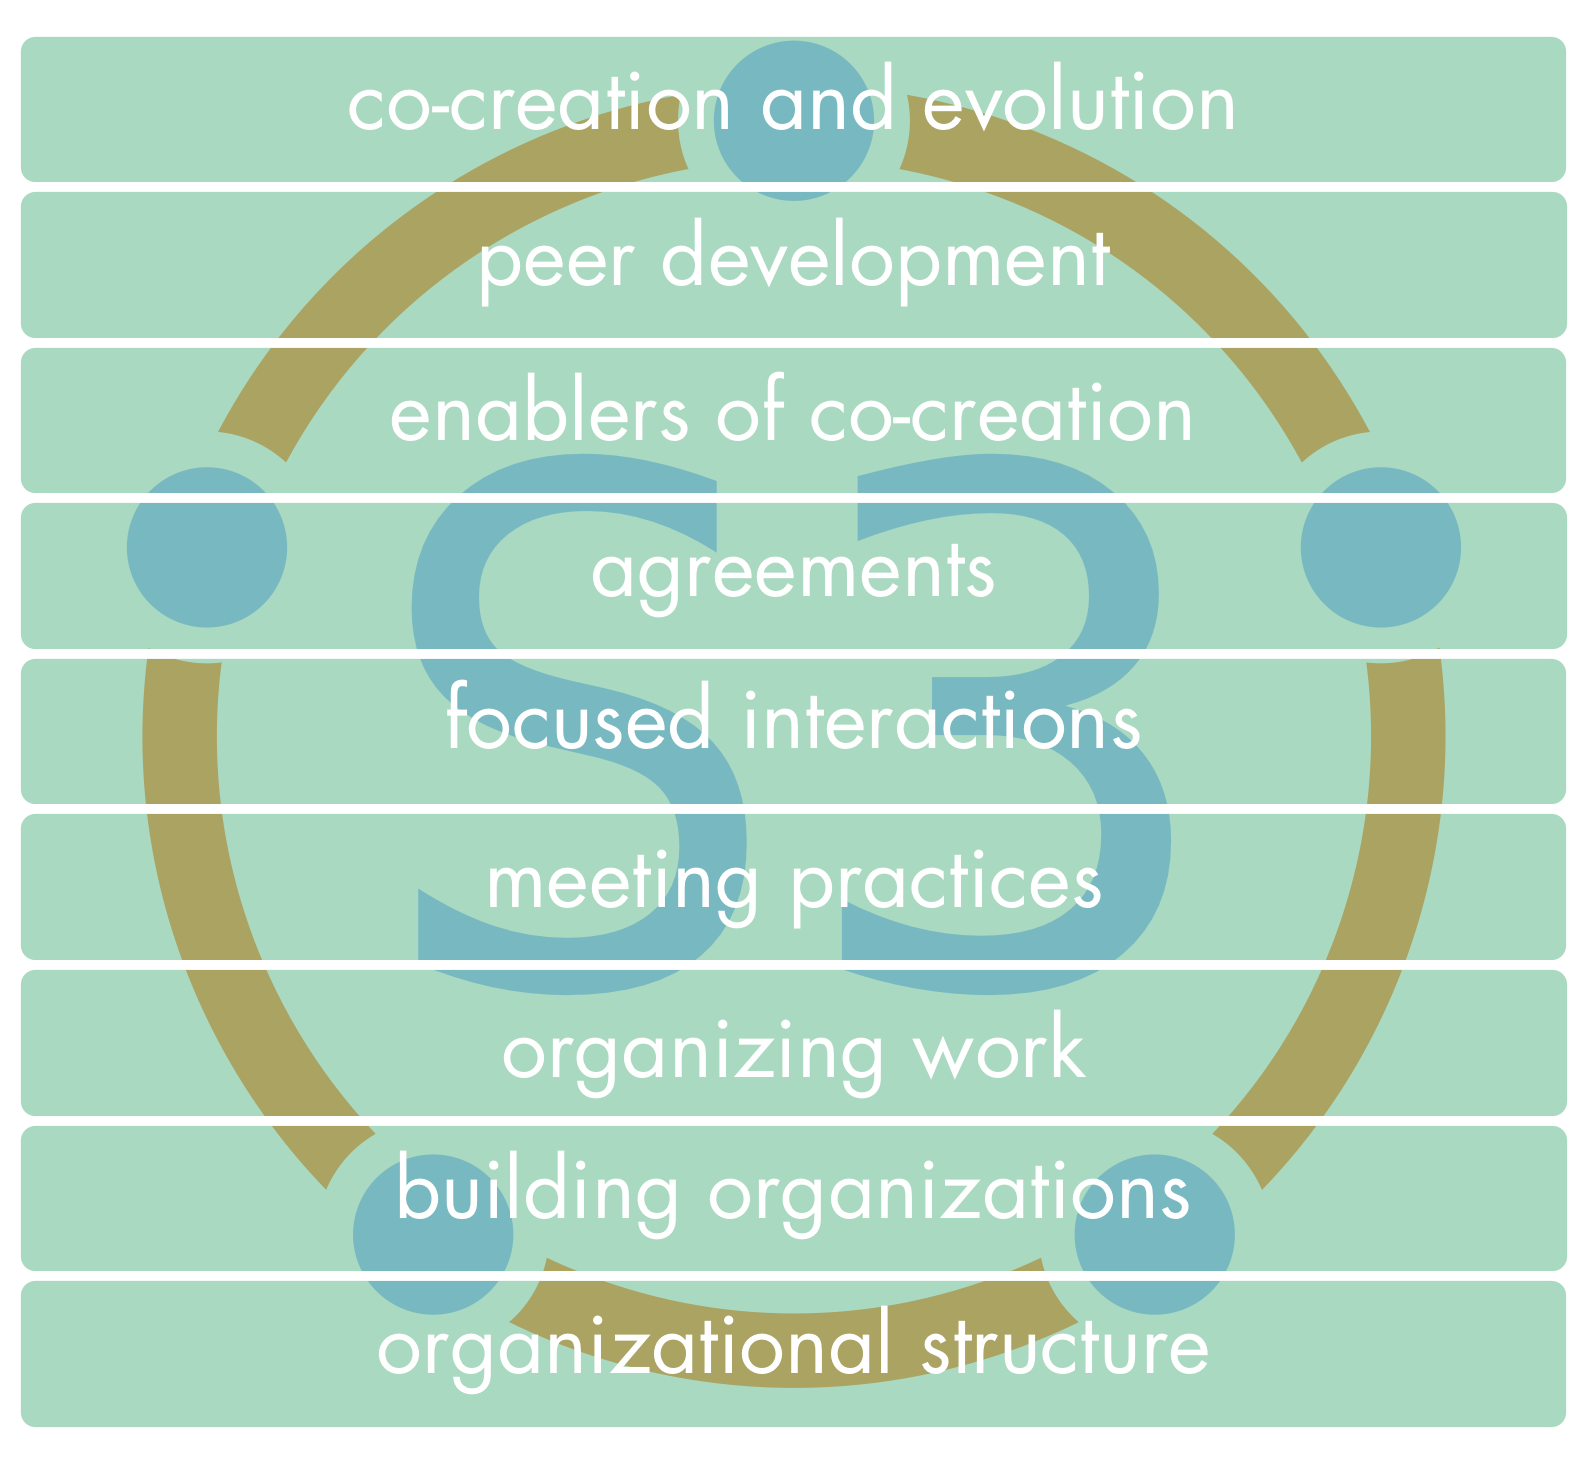 co-creation and evolution
peer development
enablers of co-creation
S3
agreements
focused interactions
meeting practices
organizing work
building organizations
organizational structure